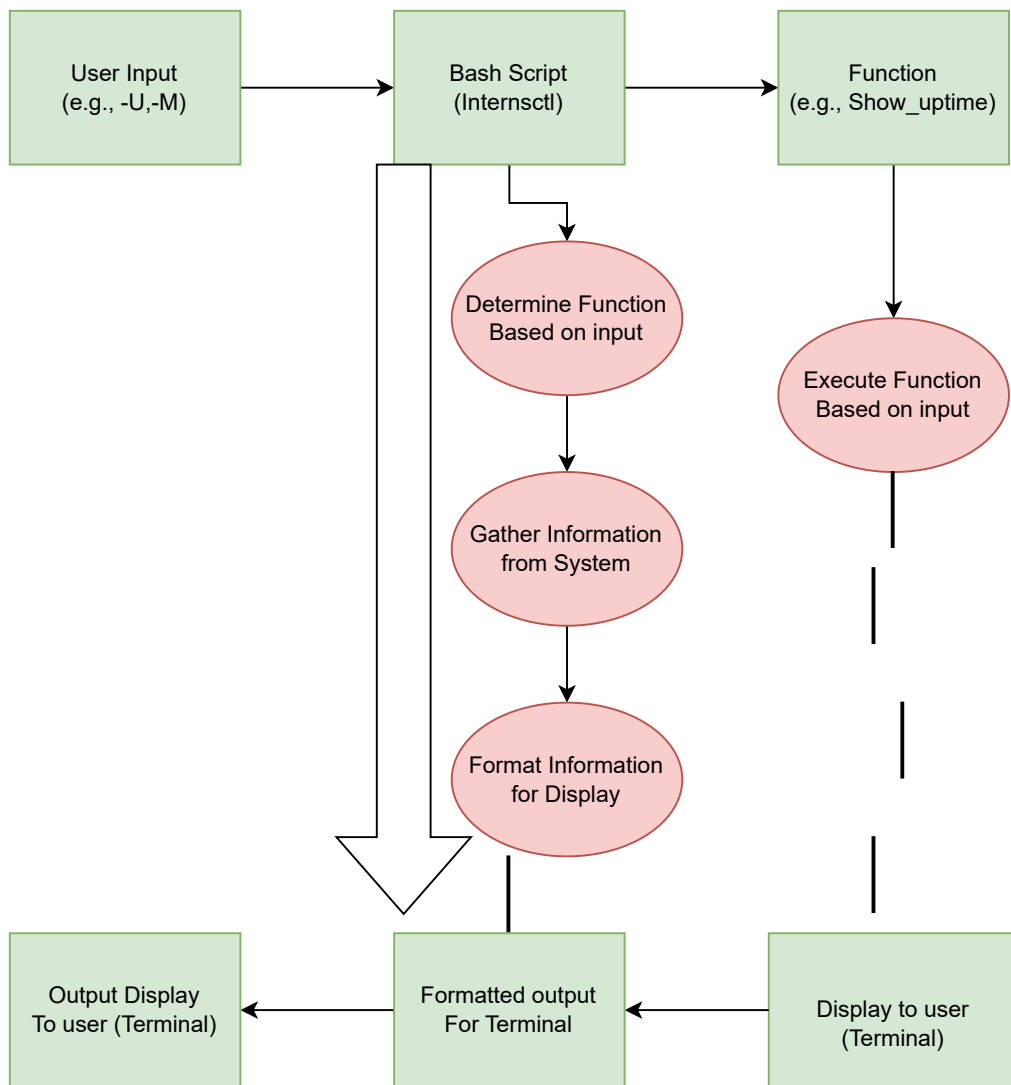 User Input
(e.g., -U,-M)
Bash Script
(Internsctl)
Function
(e.g., Show_uptime)
Determine Function
Based on input
Execute Function
Based on input
Gather Information
from System
Format Information
for Display
Output Display
To user (Terminal)
Formatted output
For Terminal
Display to user
(Terminal)